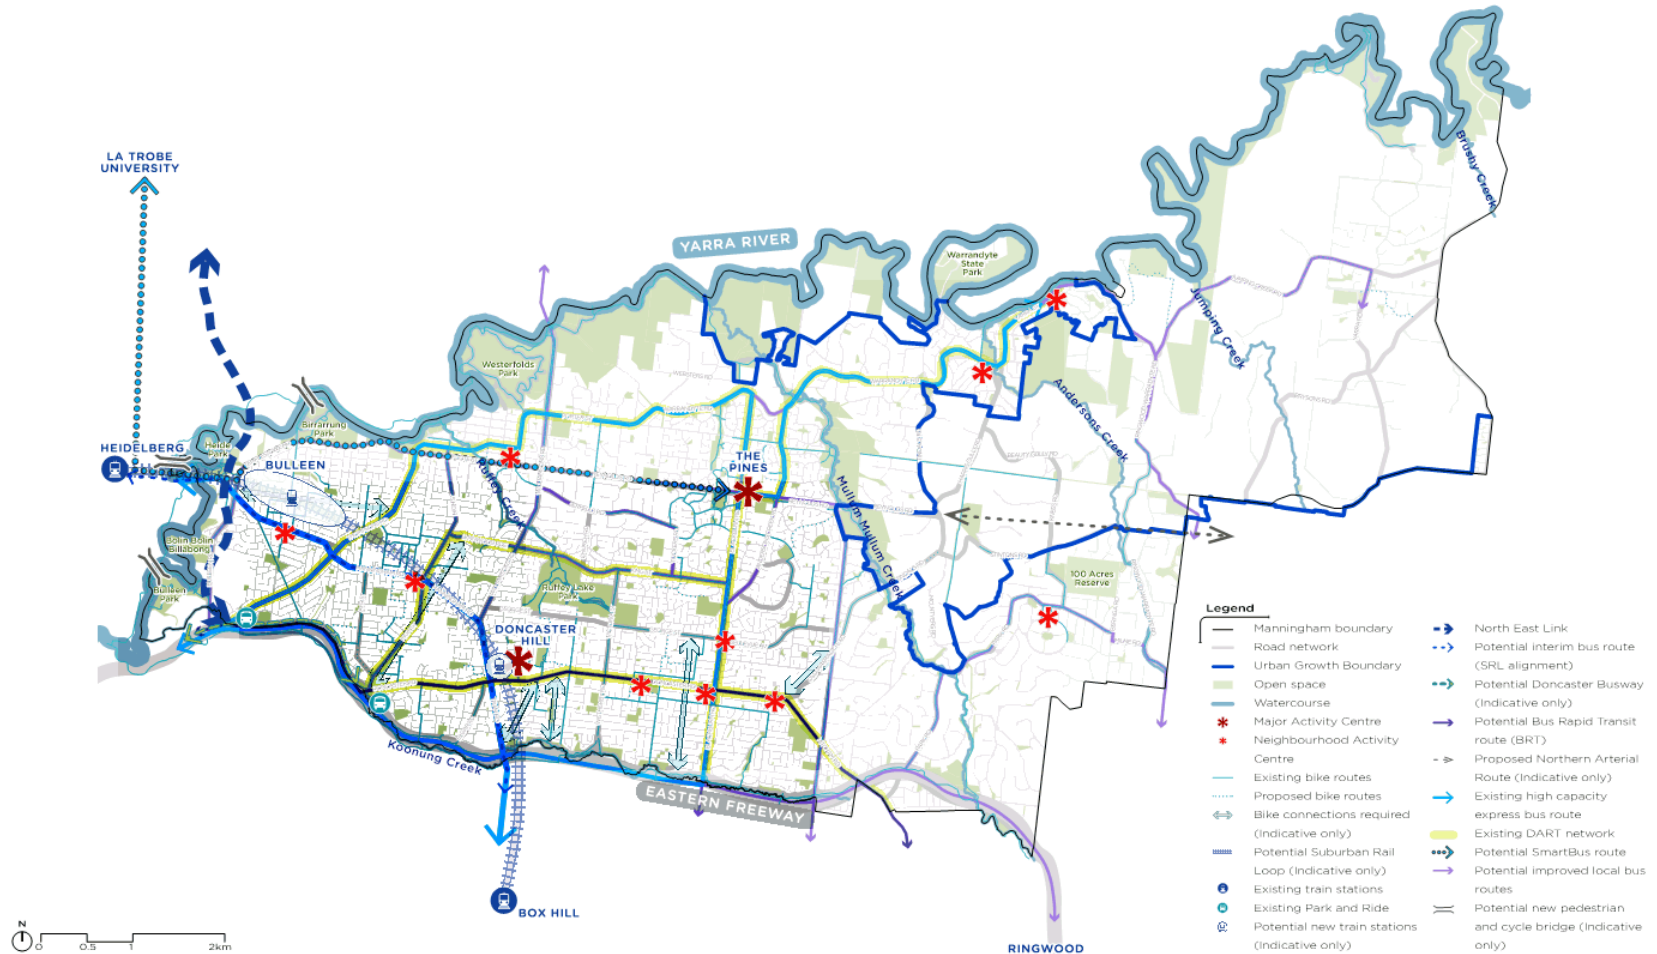 LA TROBE
UNIVERSITY
YARRA RIVER
Warrandyte
State
Park
Brushy Creek
Jumping Creek
Westerfolds
Park
Andersons Creek
Birrarrung
Park
Heide
Park
HEIDELBERG
BULLEEN
THE
PINES
Ruffey Creek
Mullum Mullum Creek
Bolin Bolin
Billabong
Bulleen
Park
Ruffey Lake
Park
100 Acres
Reserve
DONCASTER
HILL
Koonung Creek
EASTERN FREEWAY
BOX HILL
RINGWOOD
N
0
0.5
1
2km
Legend
Manningham boundary
Road network
Urban Growth Boundary
Open space
Watercourse
Major Activity Centre
Neighbourhood Activity
Centre
Existing bike routes
Proposed bike routes
Bike connections required
(Indicative only)
Potential Suburban Rail
Loop (Indicative only)
Existing train stations
Existing Park and Ride
Potential new train stations
(Indicative only)
North East Link
Potential interim bus route
(SRL alignment)
Potential Doncaster Busway
(Indicative only)
Potential Bus Rapid Transit
route (BRT)
Proposed Northern Arterial
Route (Indicative only)
Existing high capacity
express bus route
Existing DART network
Potential SmartBus route
Potential improved local bus
routes
Potential new pedestrian
and cycle bridge (Indicative
only)